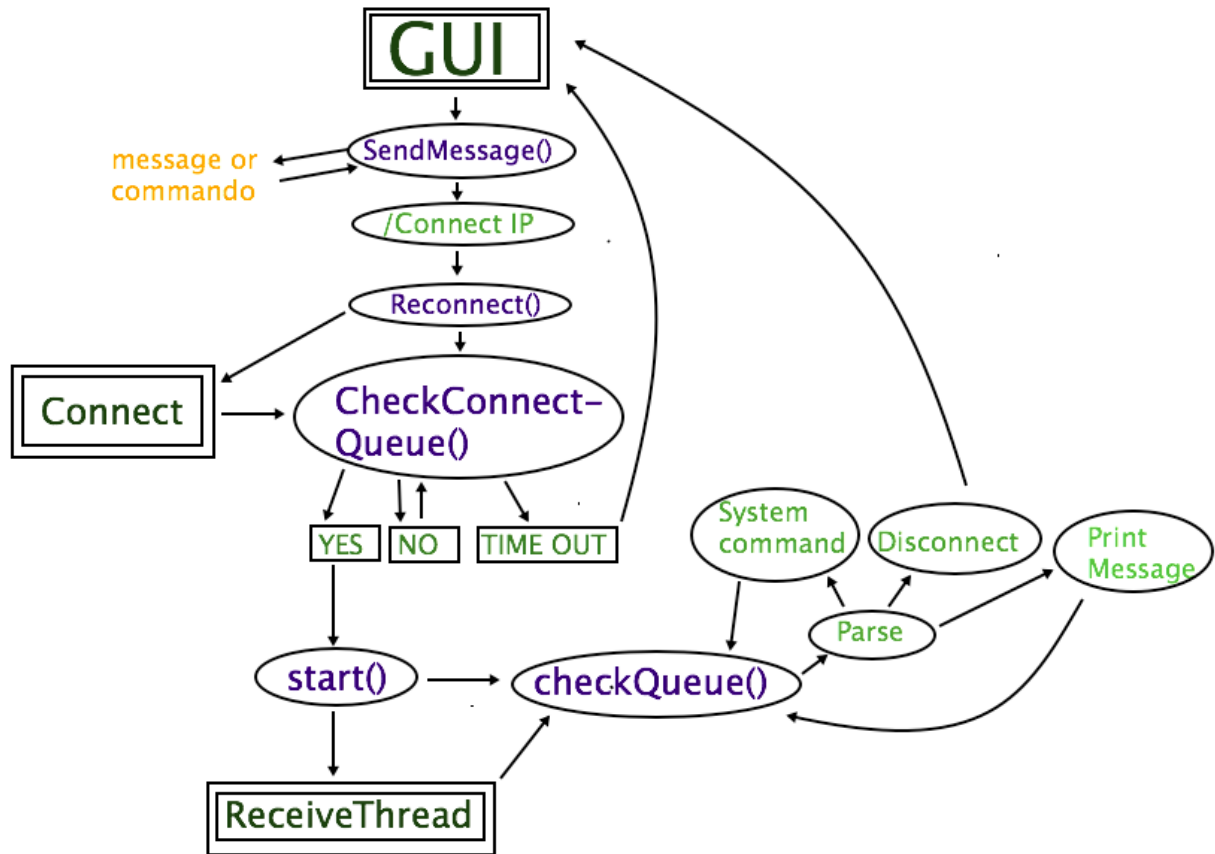 GUI
SendMessage()
message or
commando
/Connect IP
Reconnect()
Connect
CheckConnect-
Queue()
YES
NO
TIME OUT
System
command
Disconnect
Print
Message
Parse
start()
checkQueue()
ReceiveThread